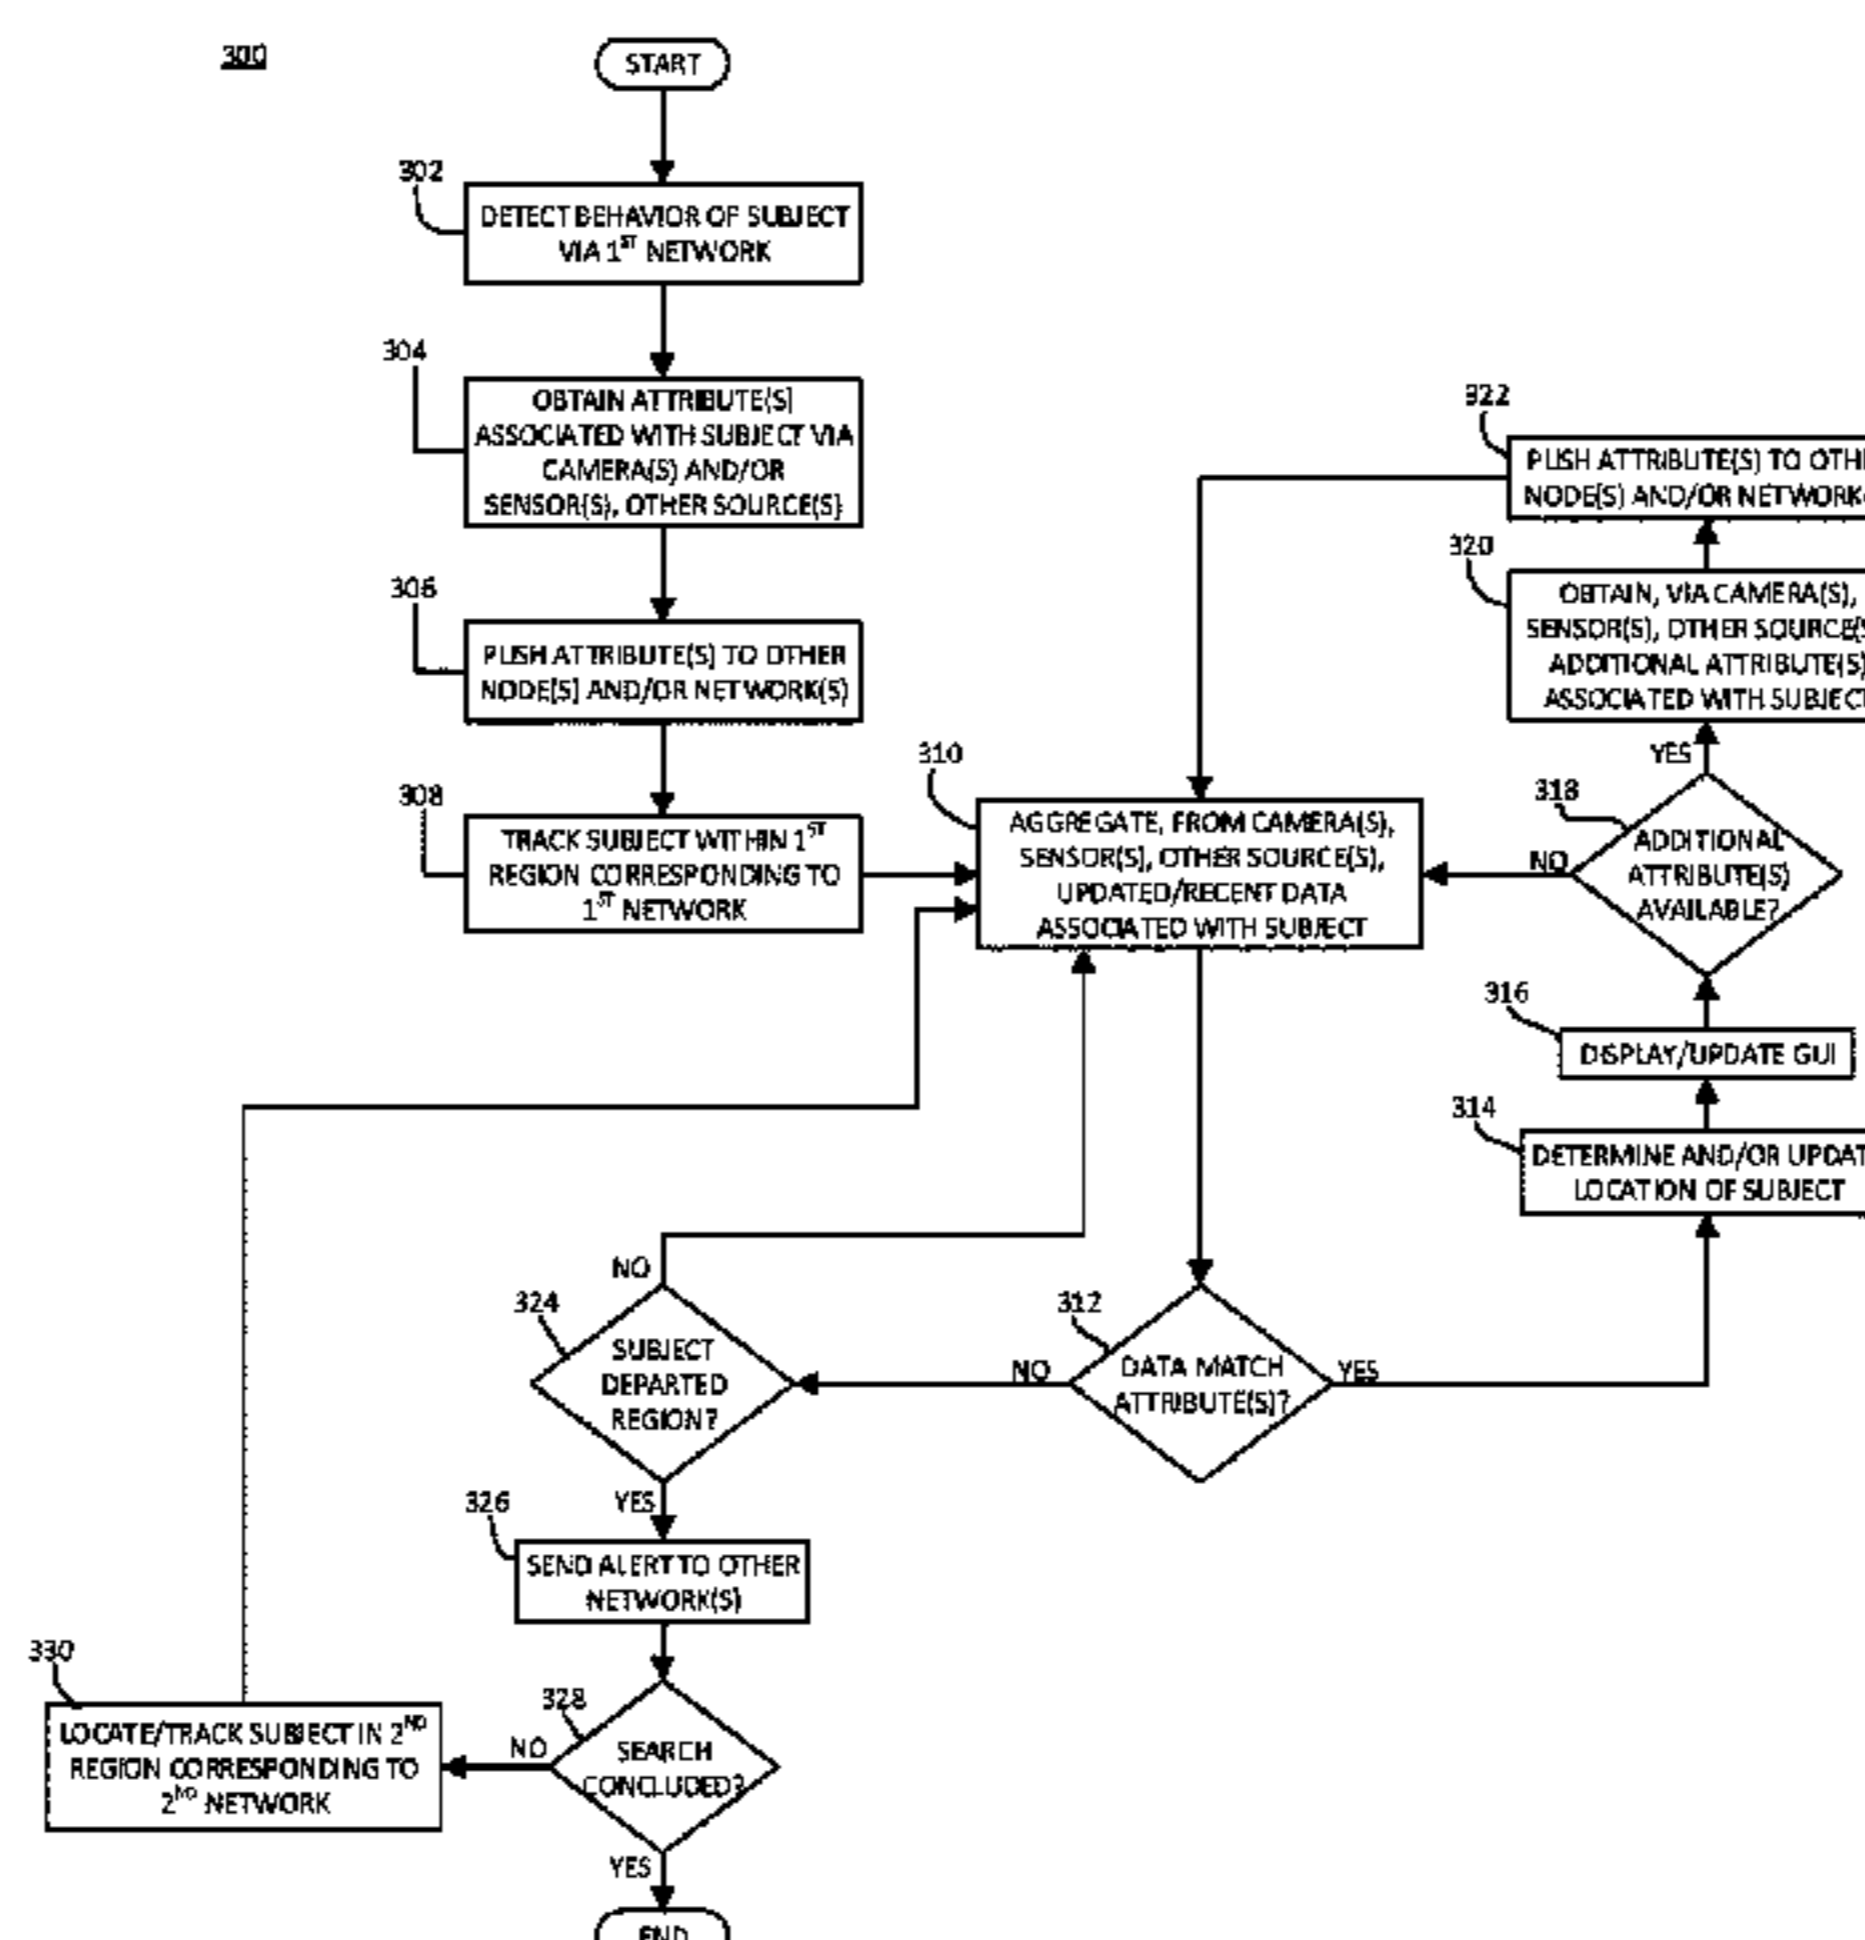 300
START
302
DETECT BEHAVIOR OF SUBJECT
VIA 1ST NETWORK
304
OBTAIN ATTRIBUTE(S)
ASSOCIATED WITH SUBJECT VIA
CAMERA(S) AND/OR
SENSOR(S), OTHER SOURCE(S)
306
PUSH ATTRIBUTE(S) TO OTHER
NODE(S) AND/OR NETWORK(S)
308
TRACK SUBJECT WITHIN 1ST
REGION CORRESPONDING TO
1ST NETWORK
310
AGGREGATE, FROM CAMERA(S),
SENSOR(S), OTHER SOURCE(S),
UPDATED/RECENT DATA
ASSOCIATED WITH SUBJECT
322
PUSH ATTRIBUTE(S) TO
NODE(S) AND/OR NETWORK
320
OBTAIN, VIA CAMERA(S),
SENSOR(S), OTHER SOURCE(S
ADDITIONAL ATTRIBUTE(S)
ASSOCIATED WITH SUBJECT
YES
318
ADDITIONAL
ATTRIBUTE(S)
AVAILABLE?
NO
316
DISPLAY/UPDATE GUI
314
DETERMINE AND/OR UPDAT
LOCATION OF SUBJECT
312
DATA MATCH
ATTRIBUTE(S)?
YES
NO
NO
324
SUBJECT
DEPARTED
REGION?
YES
326
SEND ALERT TO OTHER
NETWORK(S)
328
SEARCH
CONCLUDED?
NO
330
LOCATE/TRACK SUBJECT IN 2ND
REGION CORRESPONDING TO
2ND NETWORK
YES
END